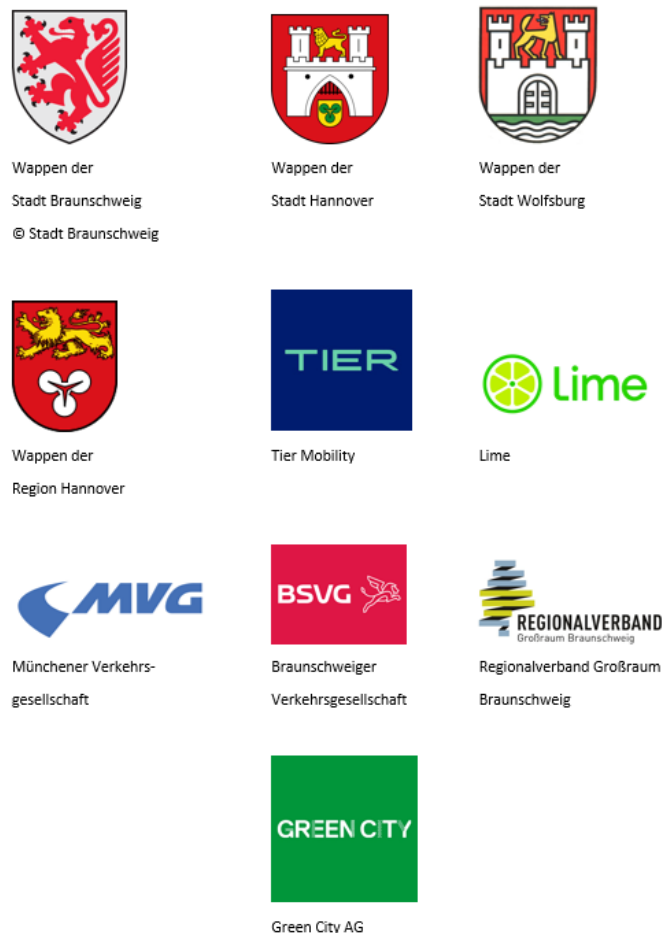 Wappen der
Stadt Braunschweig
© Stadt Braunschweig
Wappen der
Stadt Hannover
Wappen der
Stadt Wolfsburg
Wappen der
Region Hannover
TIER
Tier Mobility
Lime
Lime
MVG
Münchener Verkehrs-
gesellschaft
BSVG
Braunschweiger
Verkehrsgesellschaft
REGIONALVERBAND
Großraum Braunschweig
Regionalverband Großraum
Braunschweig
GREEN CITY
Green City AG